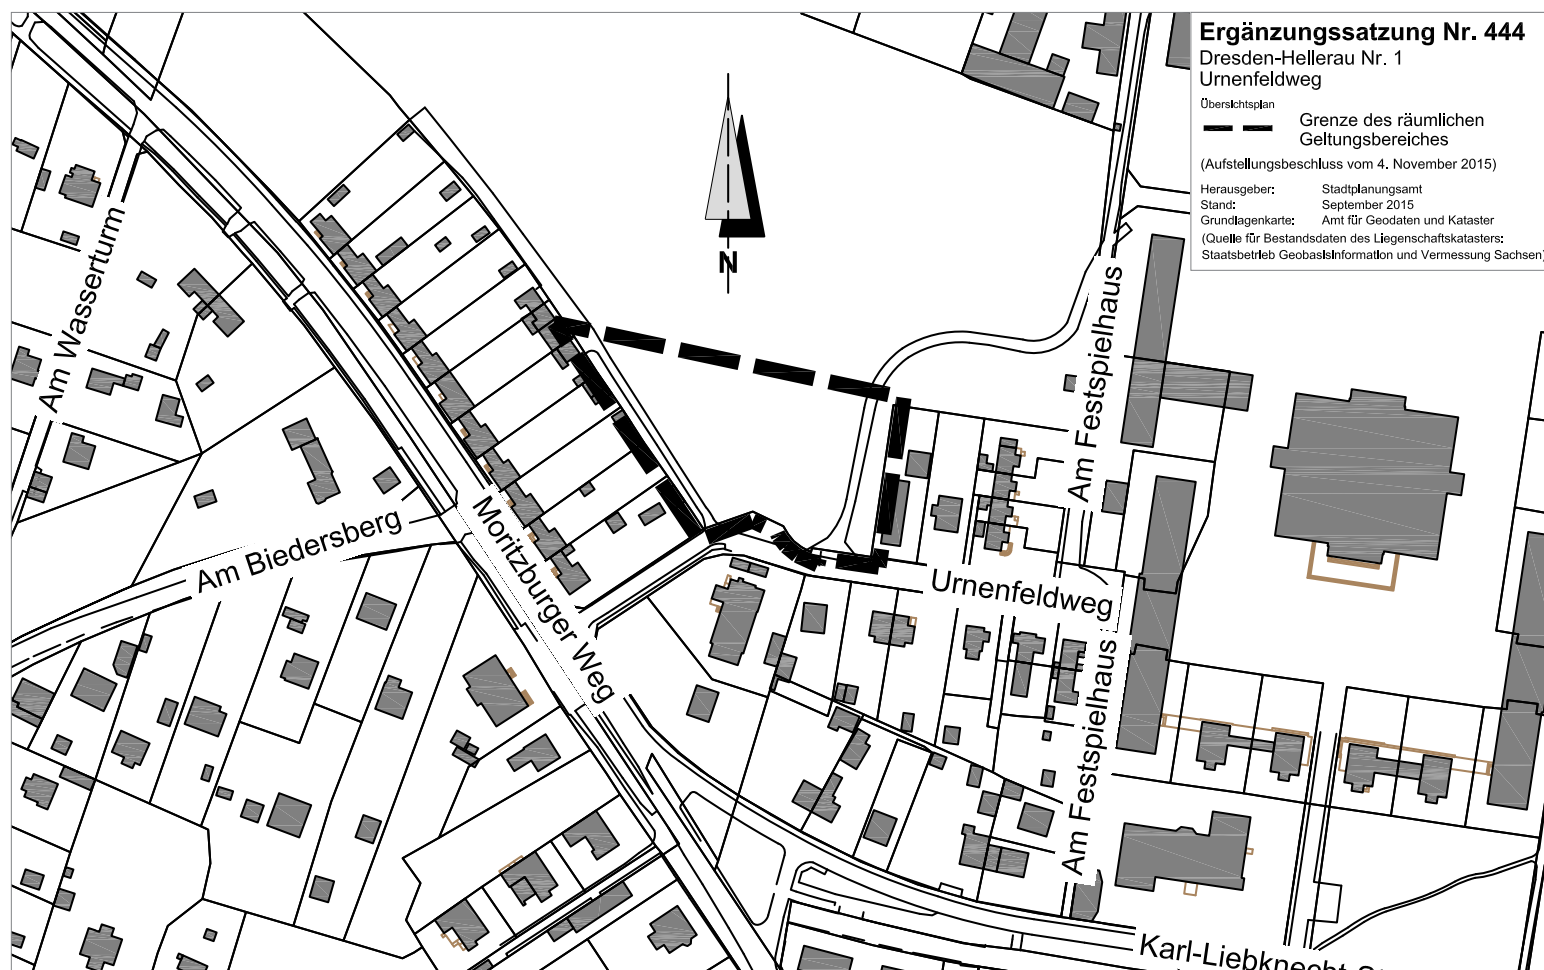 Ergänzungssatzung Nr. 444
Dresden-Hellerau Nr. 1
Urnenfeldweg
Übersichtsplan
Grenze des räumlichen
Geltungsbereiches
(Aufstellungsbeschluss vom 4. November 2015)
Herausgeber: Stadtplanungsamt
Stand: September 2015
Grundlagenkarte: Amt für Geodaten und Kataster
(Quelle für Bestandsdaten des Liegenschaftskatasters:
Staatsbetrieb Geobasisinformation und Vermessung Sachsen)
N
Am Wasserturm
Am Festspielhaus
Am Biedersberg
Moritzburger Weg
Urnenfeldweg
Am Festspielhaus
Karl-Liebknecht-